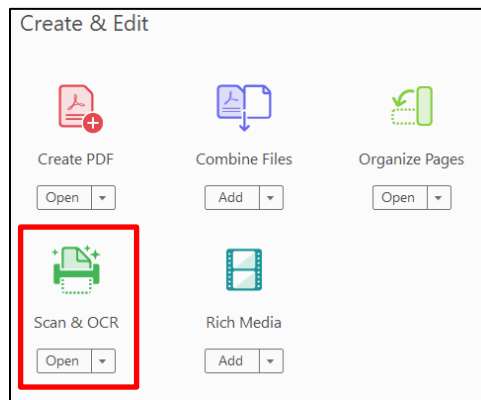 Create & Edit
Create PDF Combine Files Organize Pages
Open Add Open
Scan & OCR Rich Media
Open Add